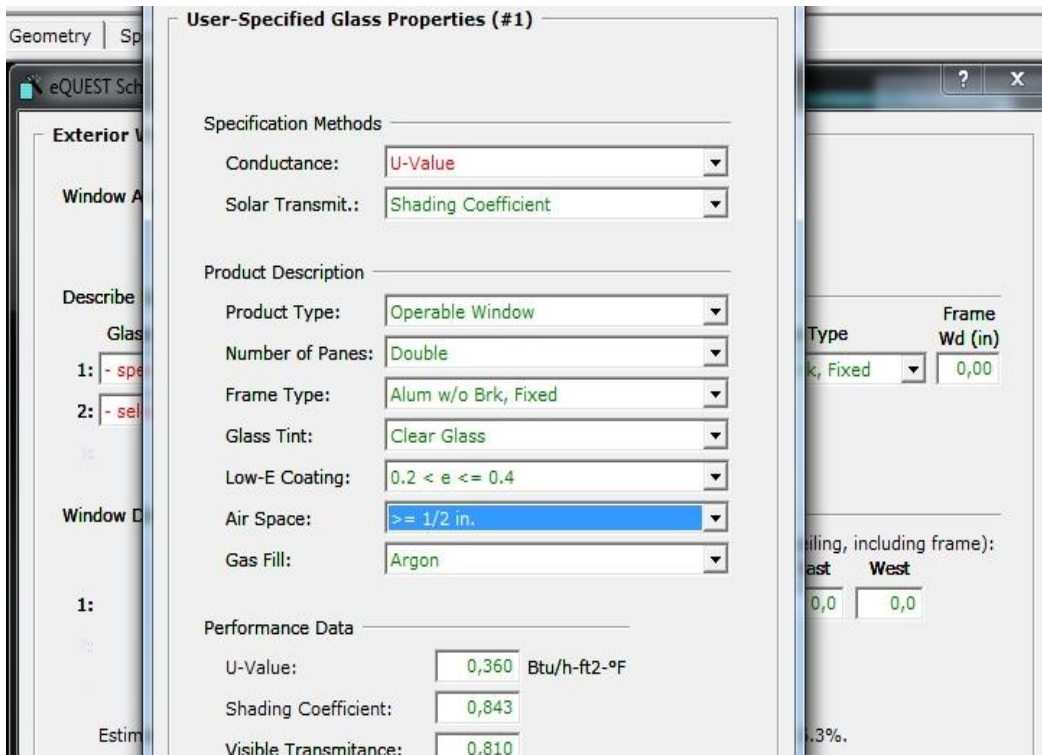 User-Specified Glass Properties (#1)
Geometry Sp
eQUEST Sch ? X
Exterior
Specification Methods
Conductance: U-Value
Window A
Solar Transmit.: Shading Coefficient
Product Description
Describe
Product Type: Operable Window
Frame
Glas Type Wd (in)
Number of Panes: Double
1: - spe k, Fixed 0,00
Frame Type: Alum w/o Brk, Fixed
2: - sel
Glass Tint: Clear Glass
Low-E Coating: 0.2 < e <= 0.4
Window D
Air Space: >= 1/2 in.
eiling, including frame):
Gas Fill: Argon
ast West
1: 0,0 0,0
Performance Data
U-Value: 0,360 Btu/h-ft2-ºF
Shading Coefficient: 0,843
Estim .3%.
Visible Transmitance: 0,810